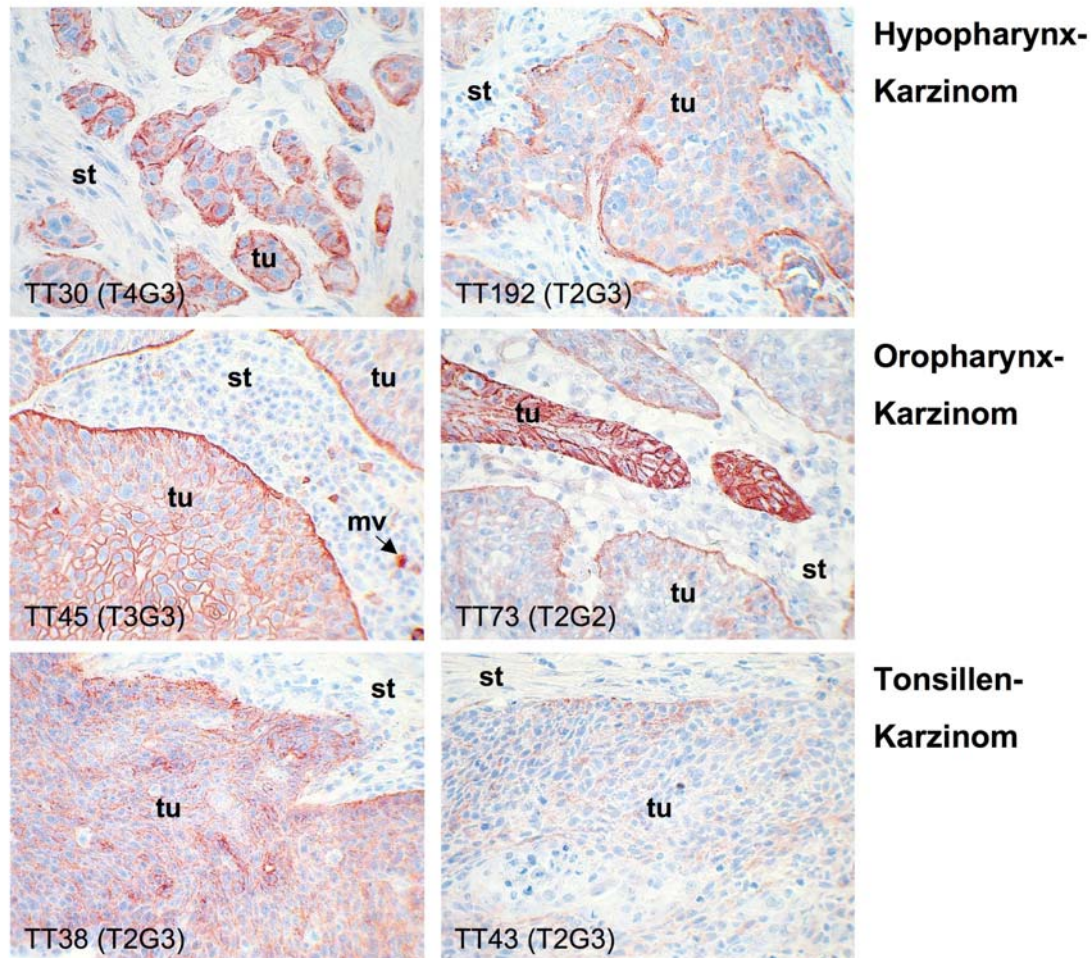 st
tu
TT30 (T4G3)
st
tu
TT192 (T2G3)
Hypopharynx-
Karzinom
st
tu
tu
mv
TT45 (T3G3)
tu
st
tu
TT73 (T2G2)
Oropharynx-
Karzinom
st
tu
TT38 (T2G3)
st
tu
TT43 (T2G3)
Tonsillen-
Karzinom